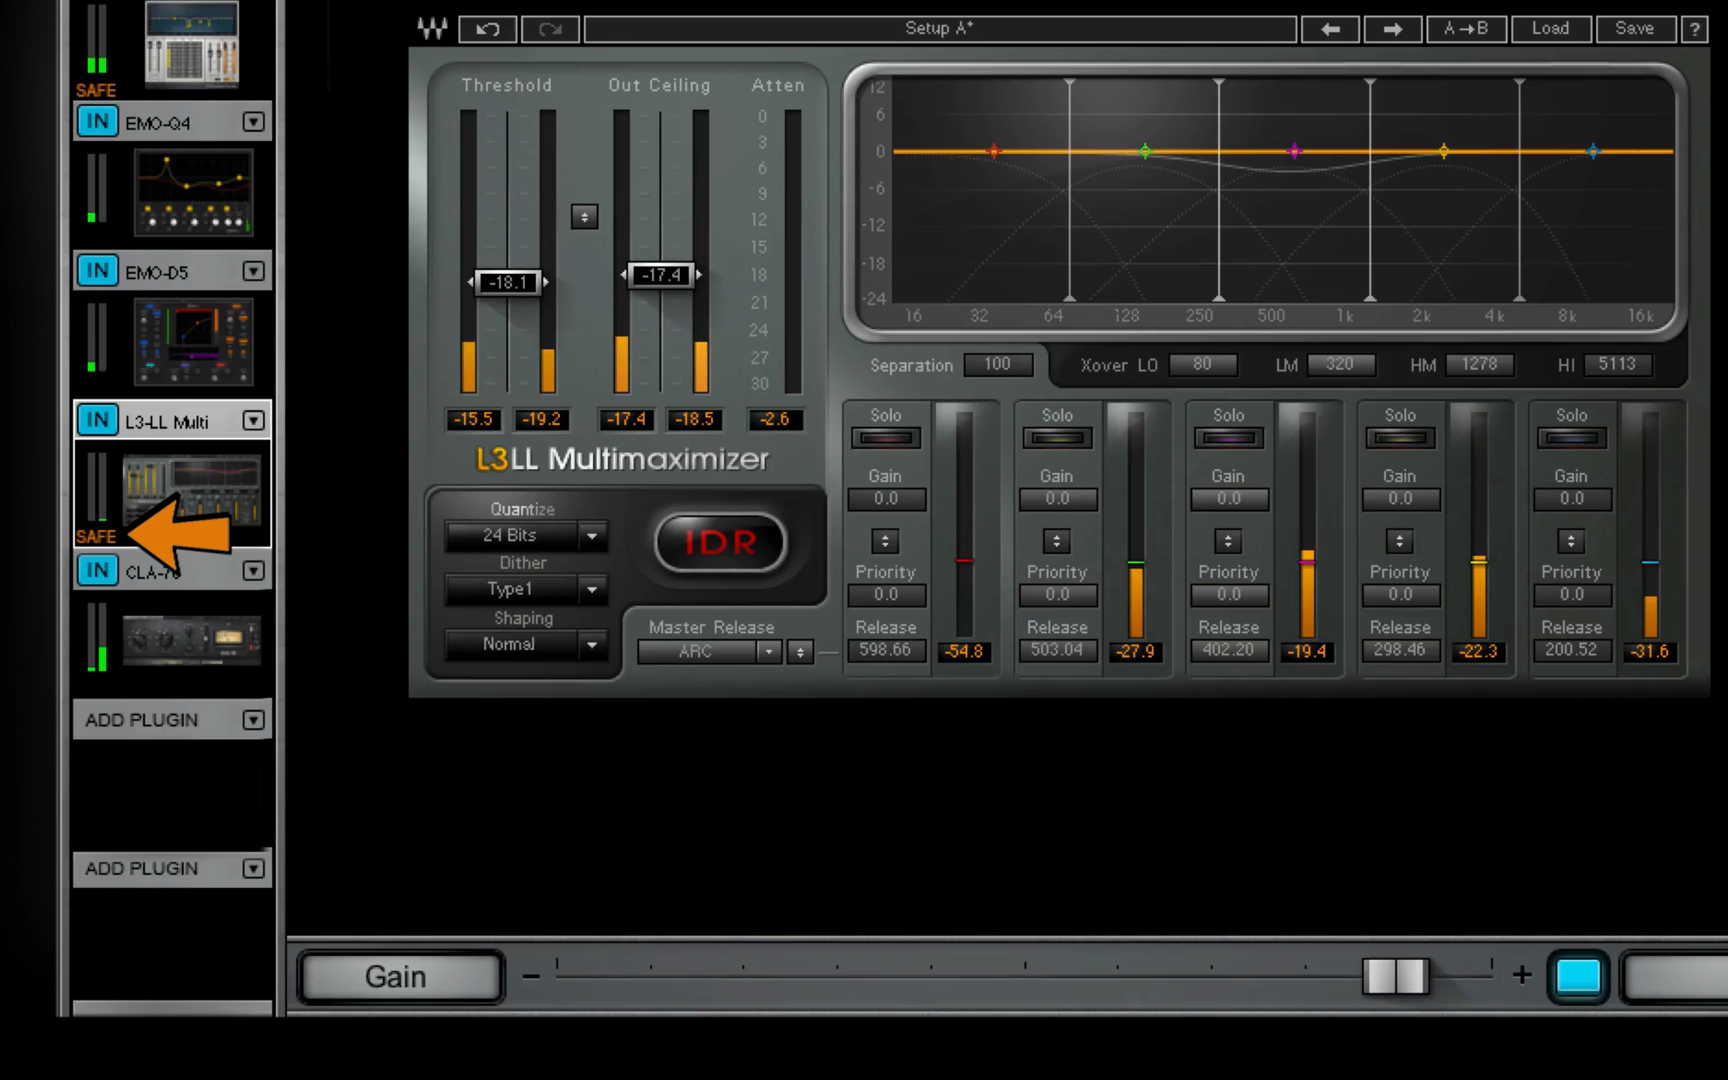 Setup A*
A→B
Load
Save
?
SAFE
IN
EMO-Q4
IN
EMO-D5
IN
L3-LL Multi
SAFE
IN
ADD PLUGIN
ADD PLUGIN
Threshold
Out Ceiling
Atten
0
3
6
9
12
15
18
21
24
27
30
-18.1
-17.4
-15.5
-19.2
-17.4
-18.5
-2.6
L3LL Multimaximizer
Quantize
24 Bits
Dither
Type1
Shaping
Normal
IDR
Master Release
ARC
12
6
0
-6
-12
-18
-24
16 32 64 128 250 500 1k 2k 4k 8k 16k
Separation 100
Xover LO 80 LM 320 HM 1278 HI 5113
Solo Solo Solo Solo Solo
Gain Gain Gain Gain Gain
0.0 0.0 0.0 0.0 0.0
Priority Priority Priority Priority Priority
0.0 0.0 0.0 0.0 0.0
Release Release Release Release Release
598.66 -54.8 503.04 -27.9 402.20 -19.4 298.46 -22.3 200.52 -31.6
Gain
− +